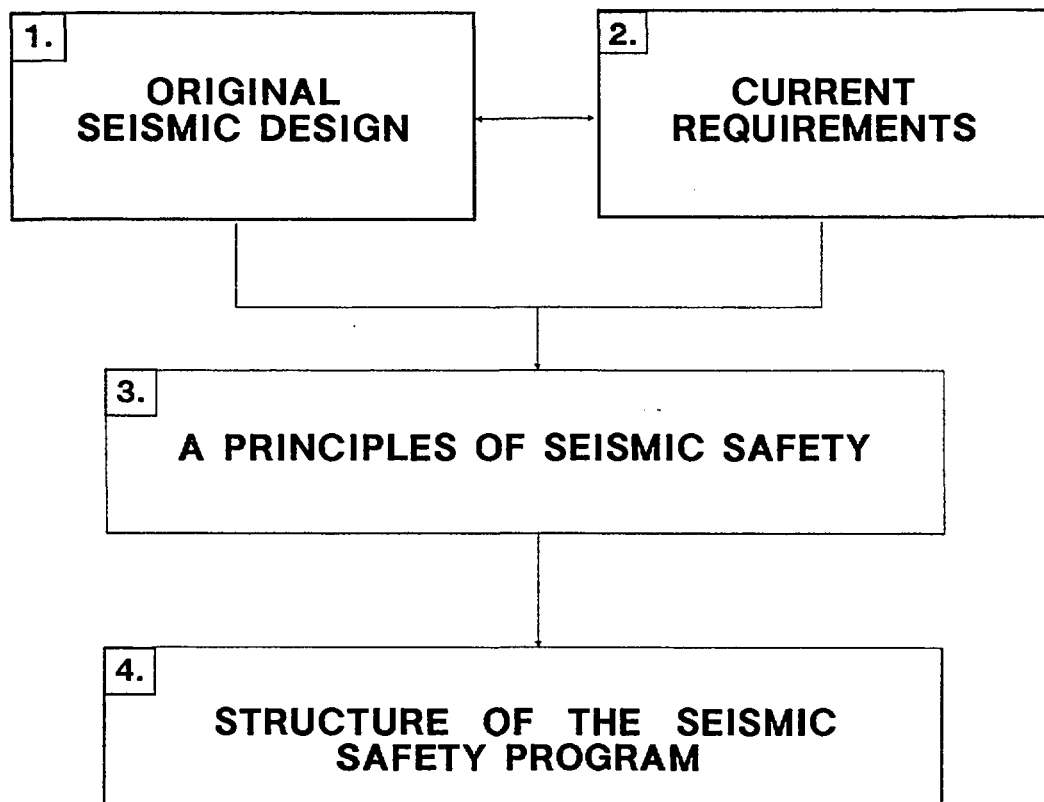 1.
ORIGINAL
SEISMIC DESIGN
2.
CURRENT
REQUIREMENTS
3.
A PRINCIPLES OF SEISMIC SAFETY
4.
STRUCTURE OF THE SEISMIC
SAFETY PROGRAM